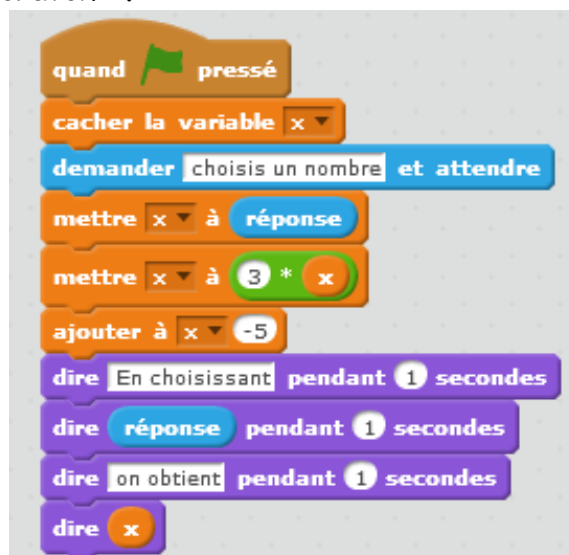 quand pressé
cacher la variable x
demander choisis un nombre et attendre
mettre x à réponse
mettre x à 3 * x
ajouter à x -5
dire En choisissant pendant 1 secondes
dire réponse pendant 1 secondes
dire on obtient pendant 1 secondes
dire x